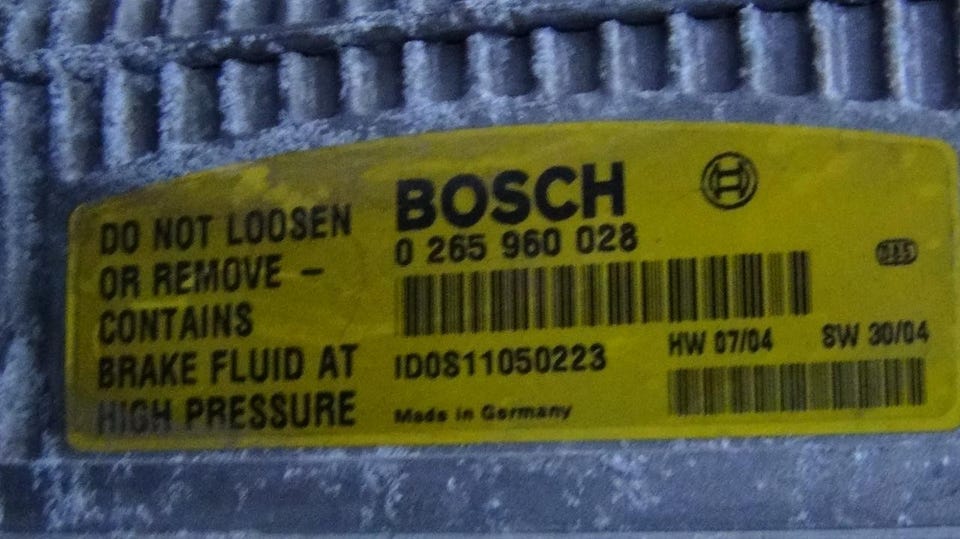 DO NOT LOOSEN
OR REMOVE –
CONTAINS
BRAKE FLUID AT
HIGH PRESSURE
BOSCH
0 265 960 028
ID0811050223
Made in Germany
HW 07/04 SW 30/04